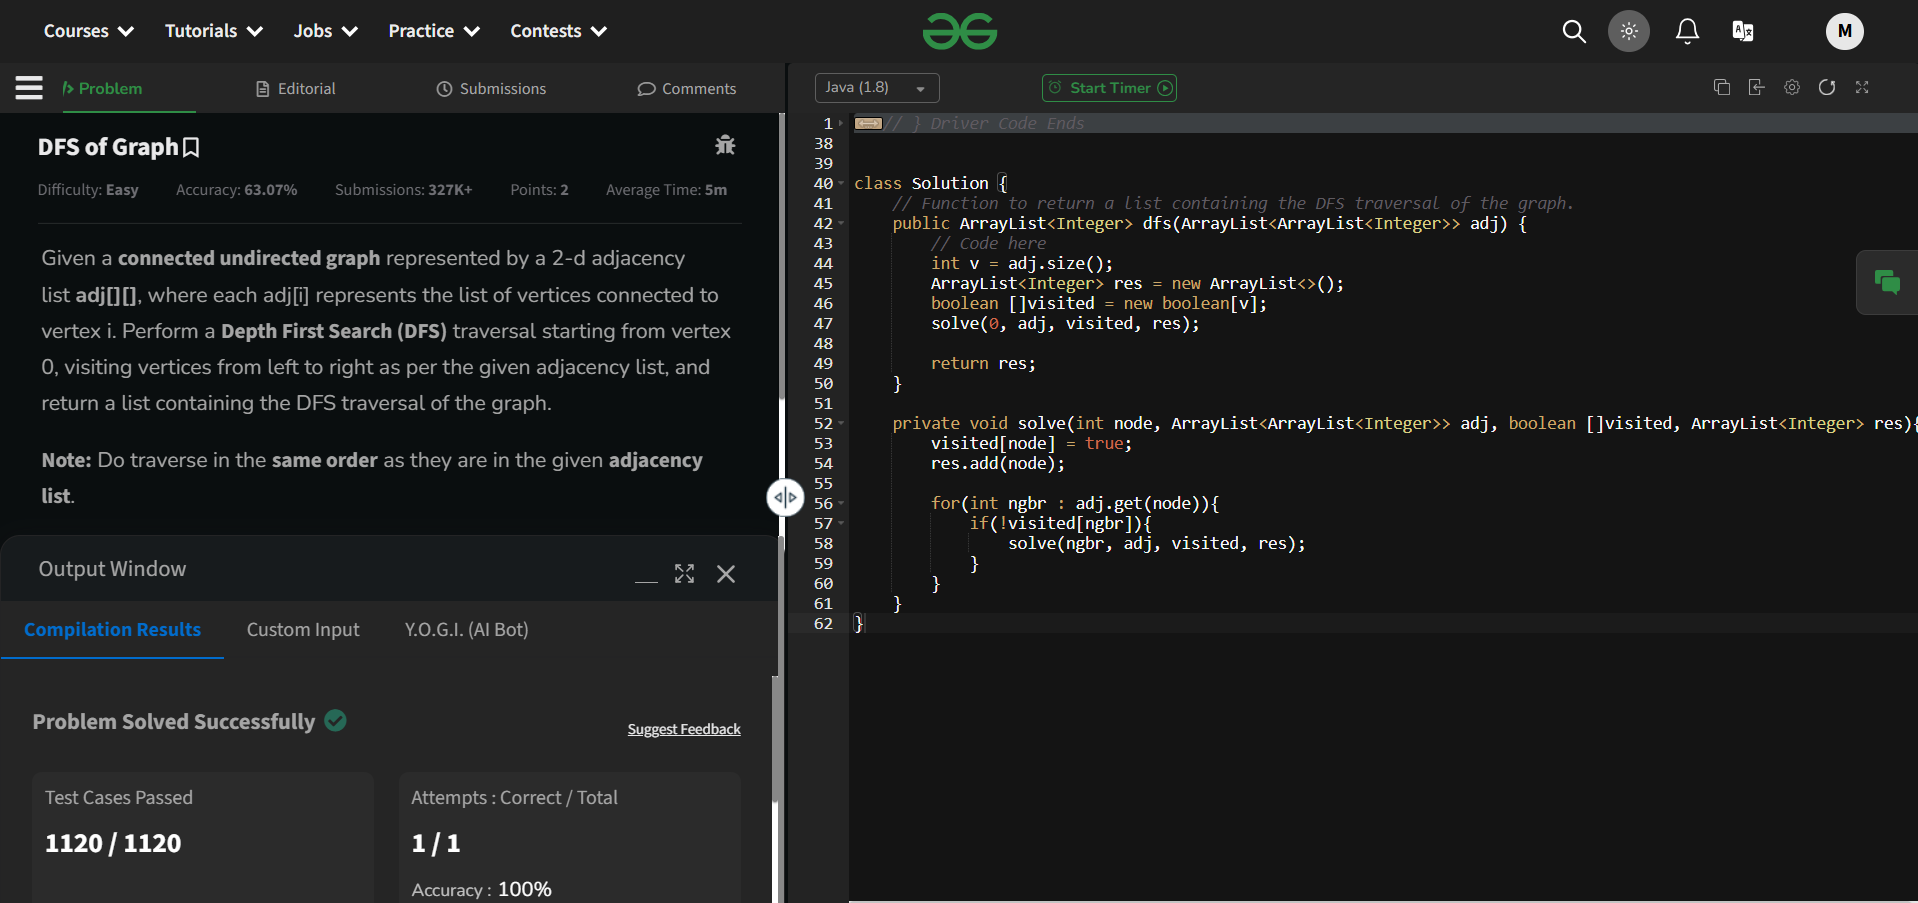 Courses Tutorials Jobs Practice Contests M
Problem Editorial Submissions Comments
DFS of Graph
Difficulty: Easy Accuracy: 63.07% Submissions: 327K+ Points: 2 Average Time: 5m
Given a connected undirected graph represented by a 2-d adjacency
list adj[][], where each adj[i] represents the list of vertices connected to
vertex i. Perform a Depth First Search (DFS) traversal starting from vertex
0, visiting vertices from left to right as per the given adjacency list, and
return a list containing the DFS traversal of the graph.
Note: Do traverse in the same order as they are in the given adjacency
list.
Output Window
Compilation Results Custom Input Y.O.G.I. (AI Bot)
Problem Solved Successfully
Suggest Feedback
Test Cases Passed
1120 / 1120
Attempts : Correct / Total
1 / 1
Accuracy : 100%
Java (1.8) Start Timer
1 // } Driver Code Ends
38
39
40 class Solution {
41 // Function to return a list containing the DFS traversal of the graph.
42 public ArrayList<Integer> dfs(ArrayList<ArrayList<Integer>> adj) {
43 // Code here
44 int v = adj.size();
45 ArrayList<Integer> res = new ArrayList<>();
46 boolean []visited = new boolean[v];
47 solve(0, adj, visited, res);
48
49 return res;
50 }
51
52 private void solve(int node, ArrayList<ArrayList<Integer>> adj, boolean []visited, ArrayList<Integer> res){
53 visited[node] = true;
54 res.add(node);
55
56 for(int ngbr : adj.get(node)){
57 if(!visited[ngbr]){
58 solve(ngbr, adj, visited, res);
59 }
60 }
61 }
62 }